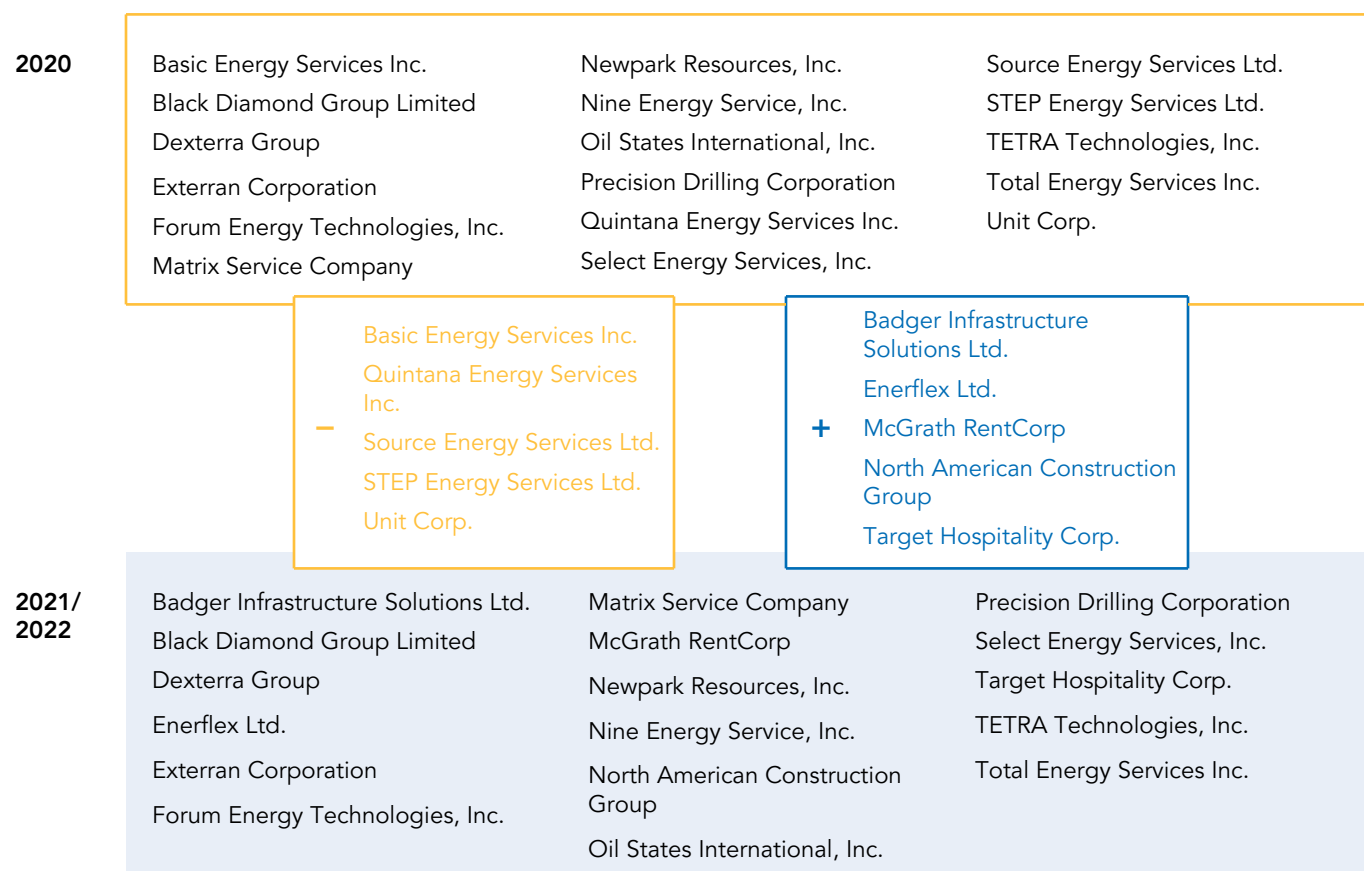 2020
Basic Energy Services Inc.
Black Diamond Group Limited
Dexterra Group
Exterran Corporation
Forum Energy Technologies, Inc.
Matrix Service Company
Newpark Resources, Inc.
Nine Energy Service, Inc.
Oil States International, Inc.
Precision Drilling Corporation
Quintana Energy Services Inc.
Select Energy Services, Inc.
Source Energy Services Ltd.
STEP Energy Services Ltd.
TETRA Technologies, Inc.
Total Energy Services Inc.
Unit Corp.
–
Basic Energy Services Inc.
Quintana Energy Services
Inc.
Source Energy Services Ltd.
STEP Energy Services Ltd.
Unit Corp.
+
Badger Infrastructure
Solutions Ltd.
Enerflex Ltd.
McGrath RentCorp
North American Construction
Group
Target Hospitality Corp.
2021/
2022
Badger Infrastructure Solutions Ltd.
Black Diamond Group Limited
Dexterra Group
Enerflex Ltd.
Exterran Corporation
Forum Energy Technologies, Inc.
Matrix Service Company
McGrath RentCorp
Newpark Resources, Inc.
Nine Energy Service, Inc.
North American Construction
Group
Oil States International, Inc.
Precision Drilling Corporation
Select Energy Services, Inc.
Target Hospitality Corp.
TETRA Technologies, Inc.
Total Energy Services Inc.